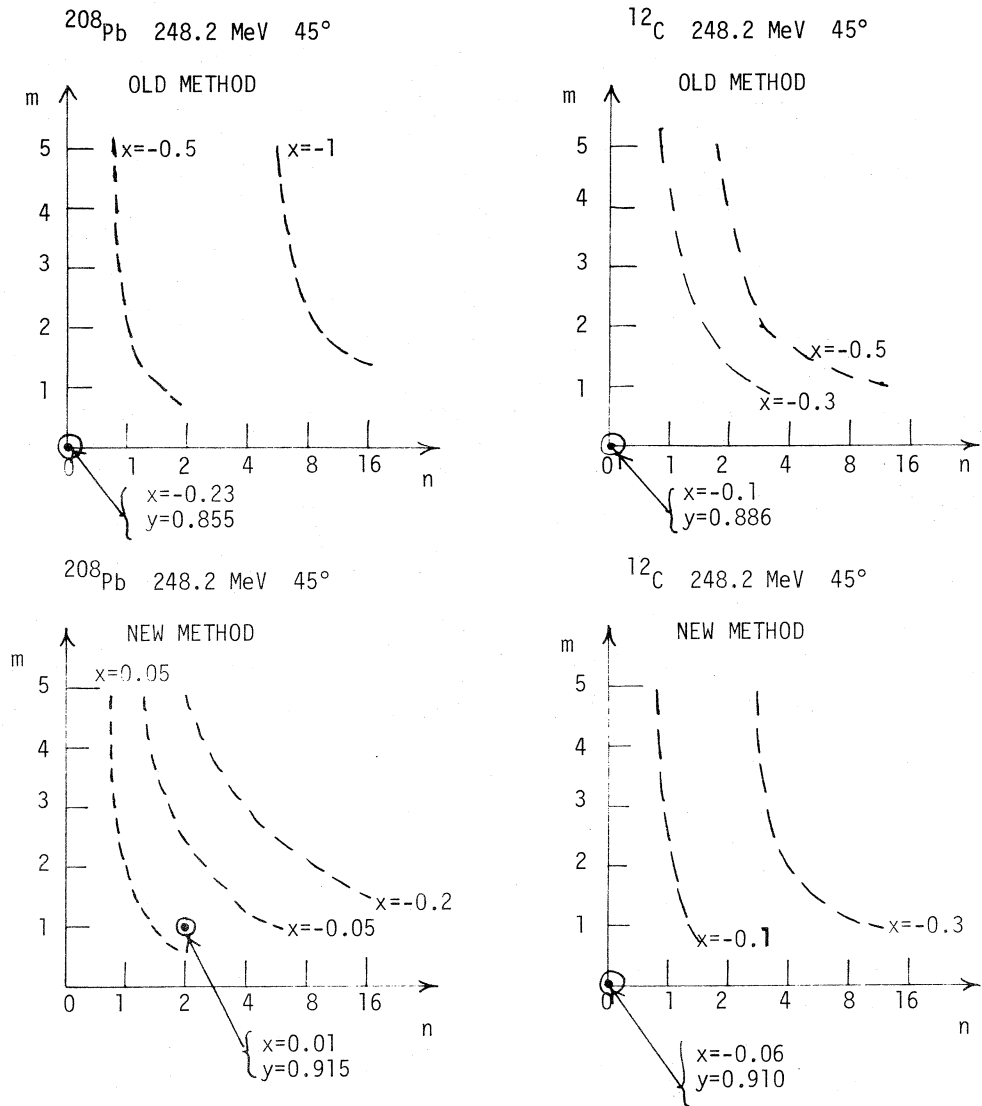 208Pb 248.2 MeV 45°
OLD METHOD
m
5
4
3
2
1
x=-0.5
x=-1
0 1 2 4 8 16
n
x=-0.23
y=0.855
12C 248.2 MeV 45°
OLD METHOD
m
5
4
3
2
1
x=-0.5
x=-0.3
0 1 2 4 8 16
n
x=-0.1
y=0.886
208Pb 248.2 MeV 45°
NEW METHOD
m
x=0.05
5
4
3
2
1
x=-0.2
x=-0.05
0 1 2 4 8 16
n
x=0.01
y=0.915
12C 248.2 MeV 45°
NEW METHOD
m
5
4
3
2
1
x=-0.1
x=-0.3
0 1 2 4 8 16
n
x=-0.06
y=0.910